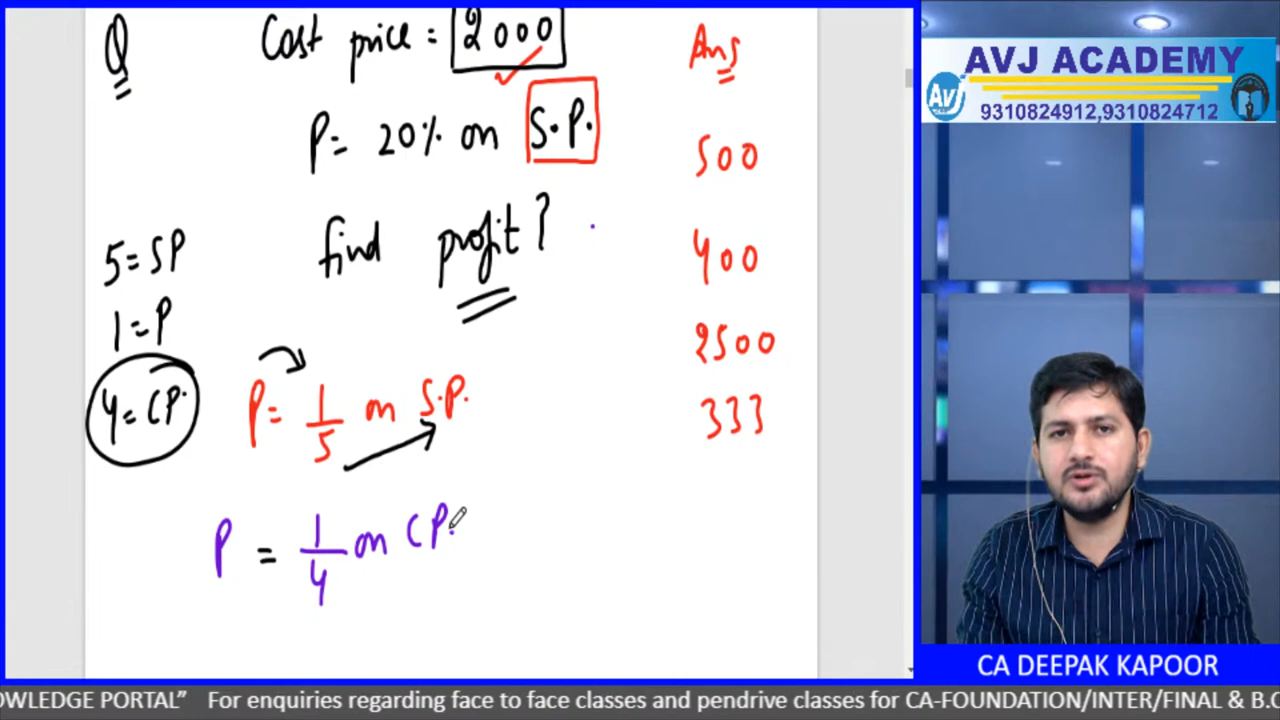 Q Cost price = 2000
P = 20% on S.P.
find profit?
5 = SP
1 = P
4 = CP.
P = 1/5 on S.P.
P = 1/4 on CP.
Ans
500
400
2500
333
AVJ ACADEMY
AVJ
9310824912,9310824712
CA DEEPAK KAPOOR
OWLEDGE PORTAL” For enquiries regarding face to face classes and pendrive classes for CA-FOUNDATION/INTER/FINAL & B.C